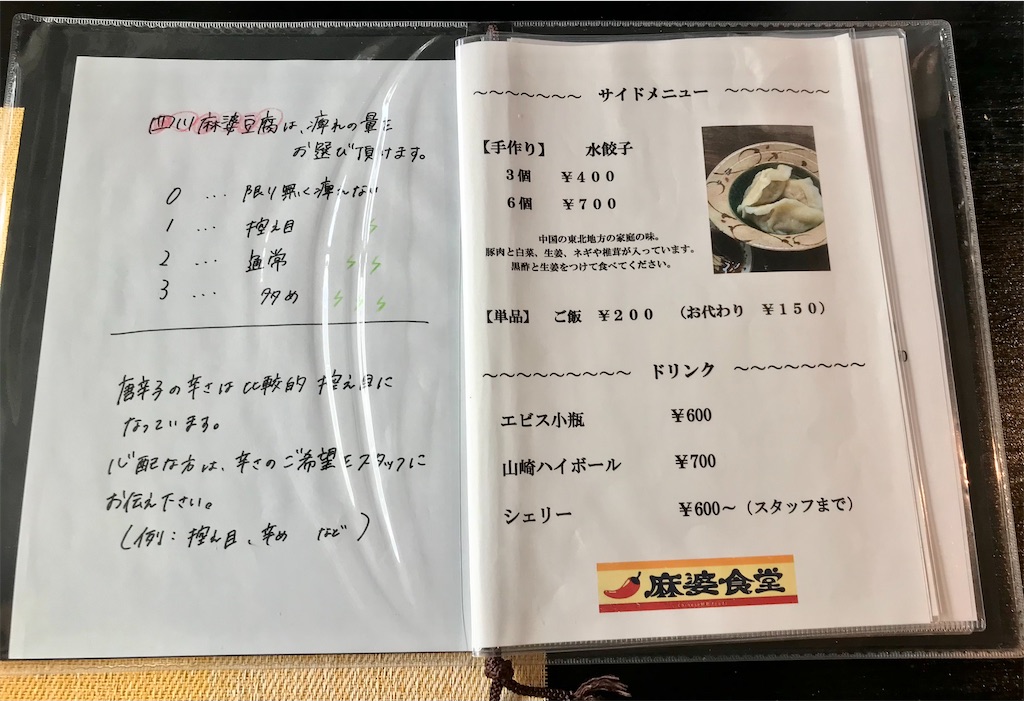 四川麻婆豆腐は、痺れの量を
お選び頂けます。
0 … 限り無く痺れない
1 … 控え目
2 … 通常
3 … 多め
唐辛子の辛さは比較的控え目に
なっています。
心配な方は、辛さのご希望をスタッフに
お伝え下さい。
(例:控え目、辛め など)
～～～～～～～ サイドメニュー ～～～～～～～
【手作り】 水餃子
3個 ￥400
6個 ￥700
中国の東北地方の家庭の味。
豚肉と白菜、生姜、ネギや椎茸が入っています。
黒酢と生姜をつけて食べてください。
【単品】 ご飯 ￥200 (お代わり ￥150)
～～～～～～～～～ ドリンク ～～～～～～～～
エビス小瓶 ￥600
山崎ハイボール ￥700
シェリー ￥600～(スタッフまで)
麻婆食堂